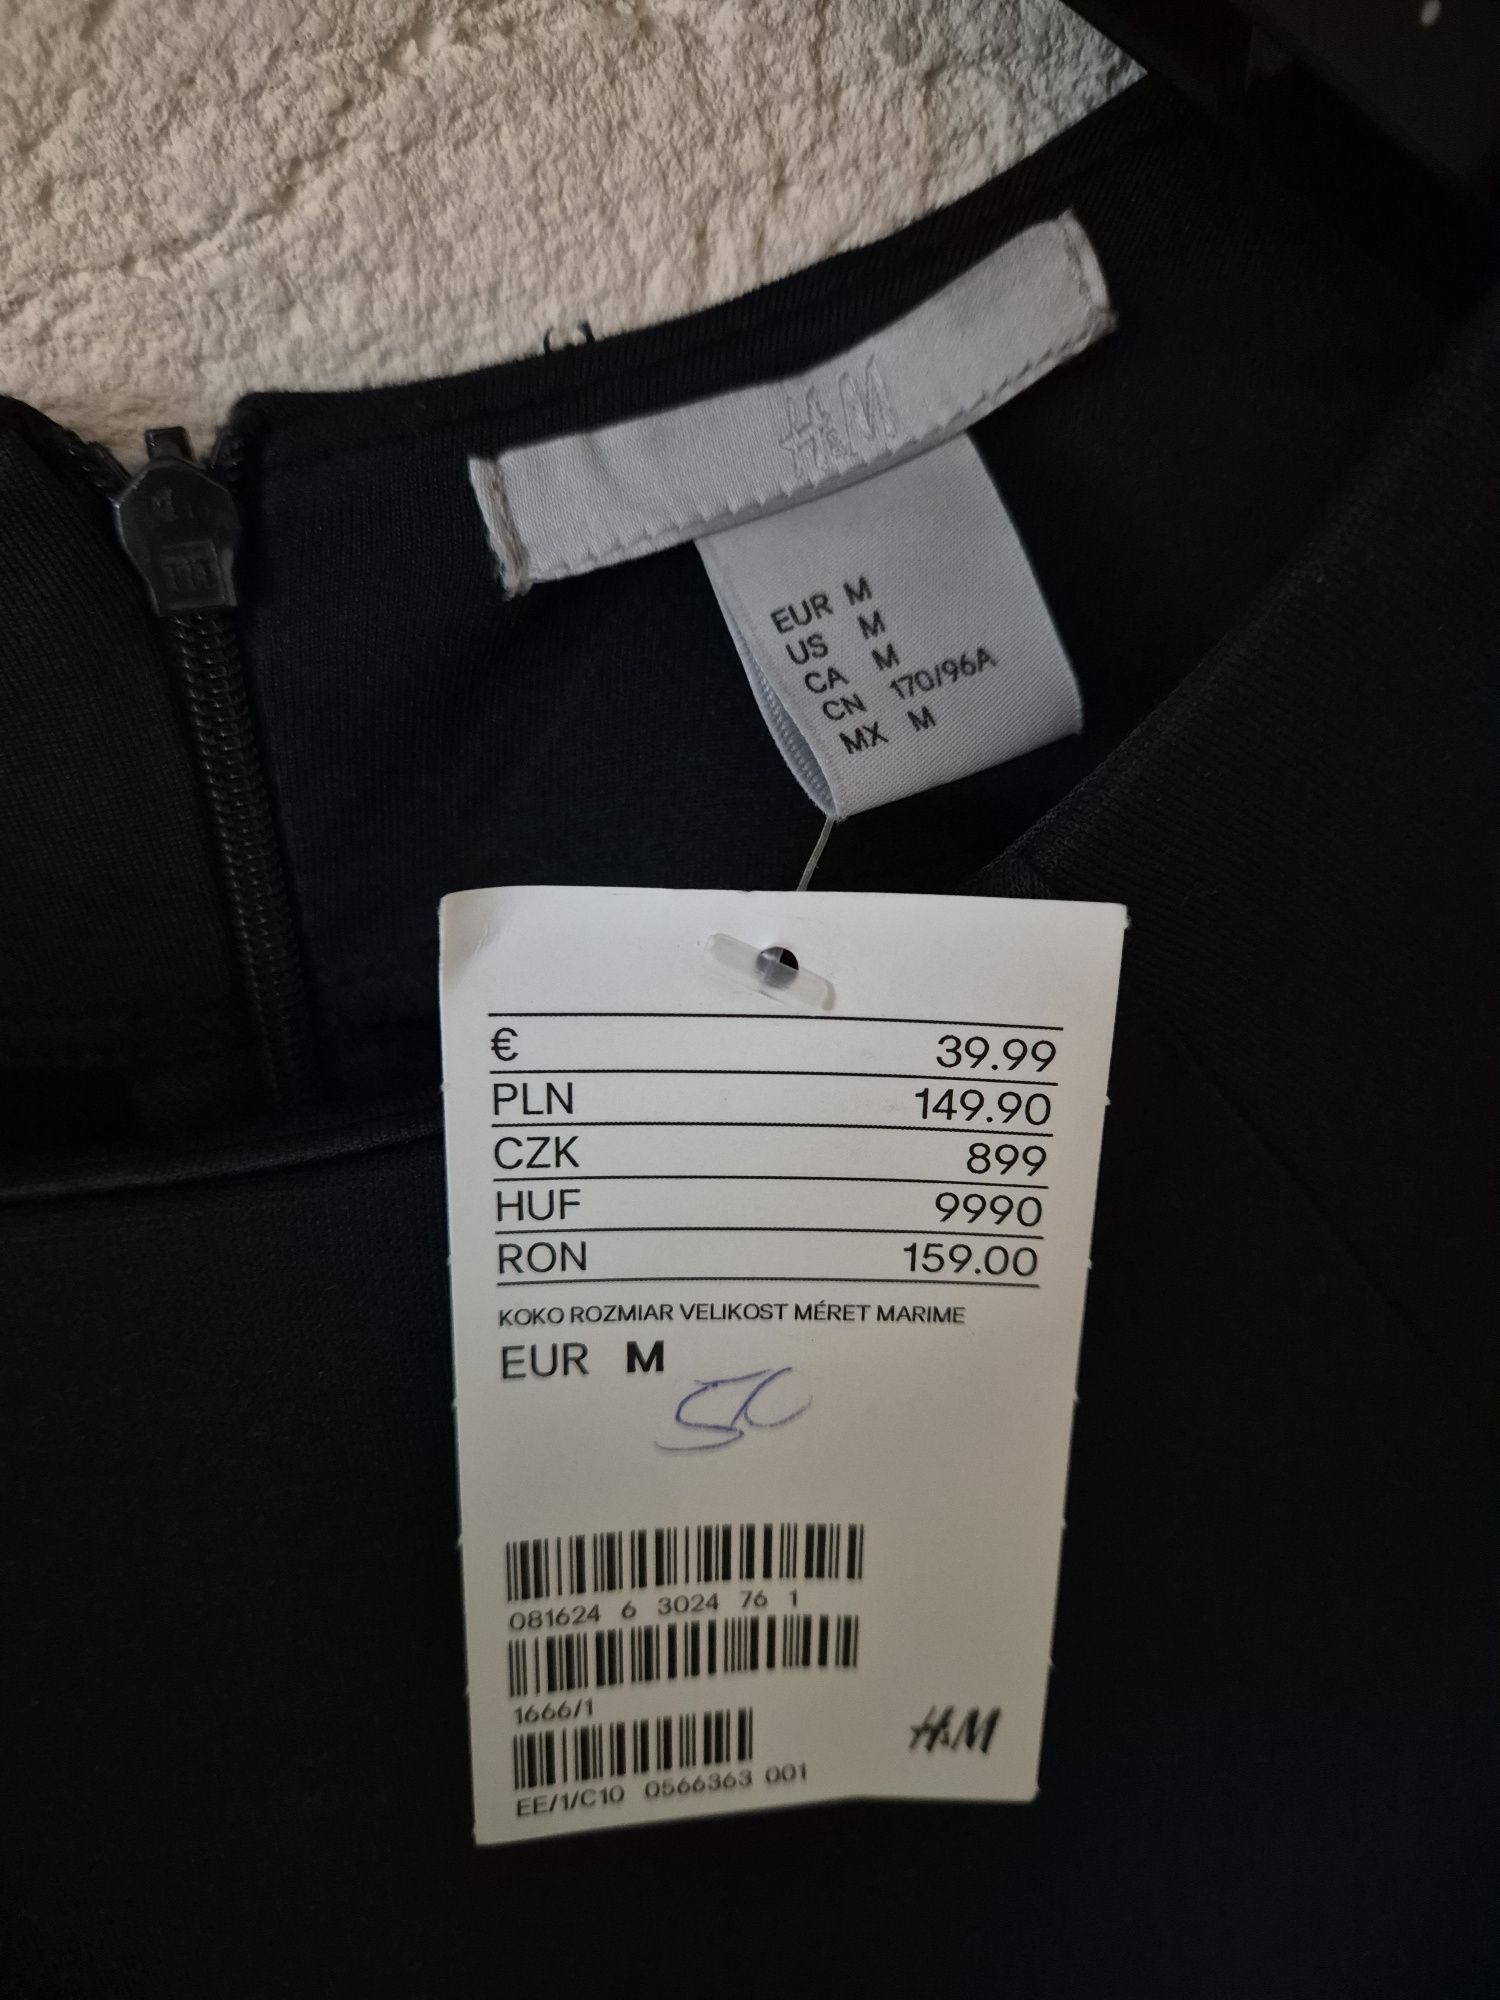 H&M
EUR M
US M
CA M
CN 170/96A
MX M
€ 39.99
PLN 149.90
CZK 899
HUF 9990
RON 159.00
KOKO ROZMIAR VELIKOST MÉRET MARIME
EUR M
081624 6 3024 76 1
1666/1
H&M
EE/1/C10 0566363 001